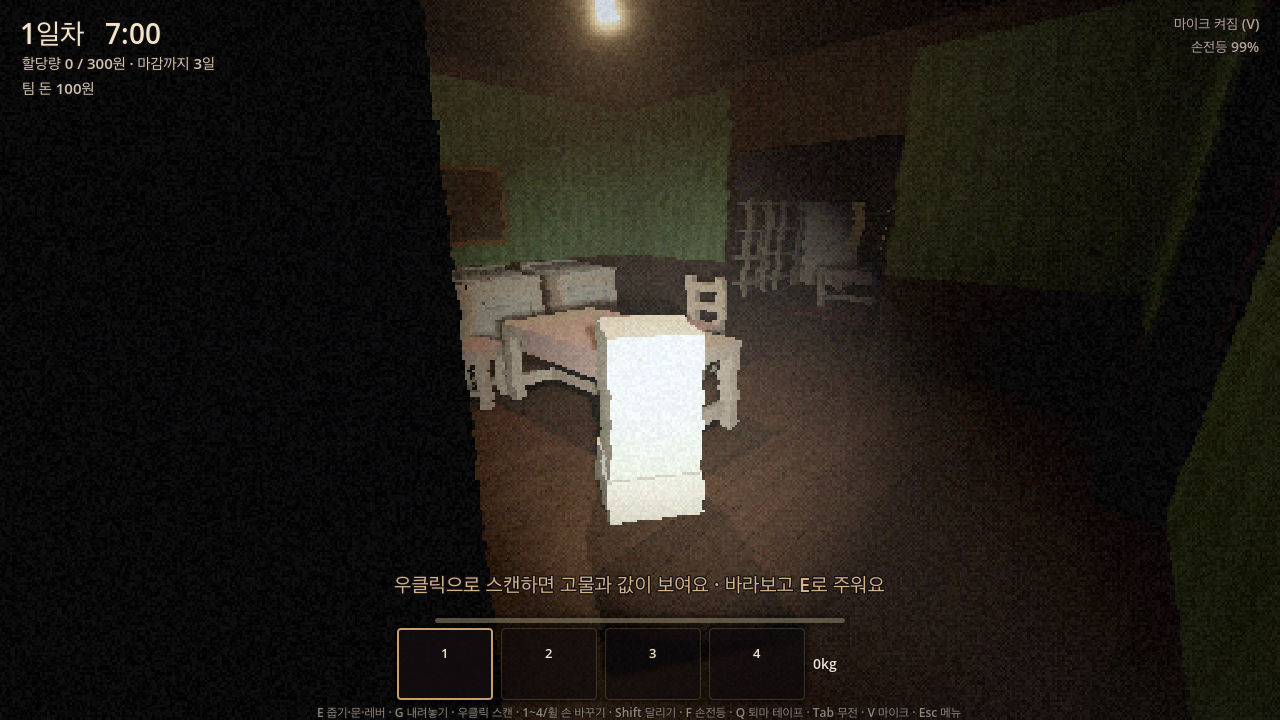 1일차 7:00
할당량 0 / 300원 · 마감까지 3일
팀 돈 100원
마이크 켜짐 (V)
손전등 99%
우클릭으로 스캔하면 고물과 값이 보여요 · 바라보고 E로 주워요
1 2 3 4 0kg
E 줍기·문·레버 · G 내려놓기 · 우클릭 스캔 · 1~4/휠 손 바꾸기 · Shift 달리기 · F 손전등 · Q 퇴마 테이프 · Tab 무전 · V 마이크 · Esc 메뉴